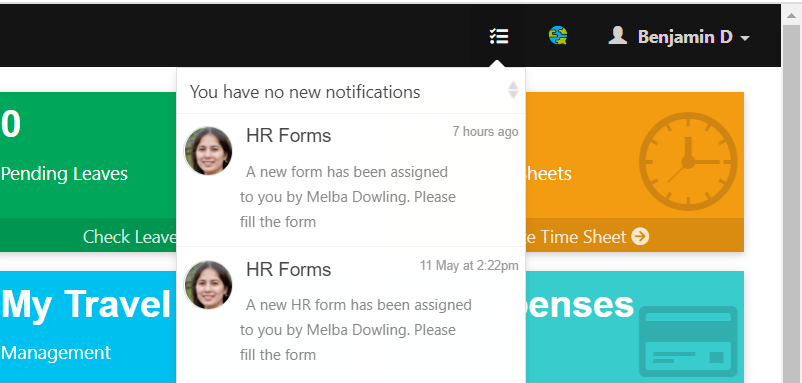 Benjamin D
You have no new notifications
HR Forms
7 hours ago
A new form has been assigned
to you by Melba Dowling. Please
fill the form
HR Forms
11 May at 2:22pm
A new HR form has been assigned
to you by Melba Dowling. Please
fill the form
0
Pending Leaves
Check Leave
Time Sheet
My Travel
Management